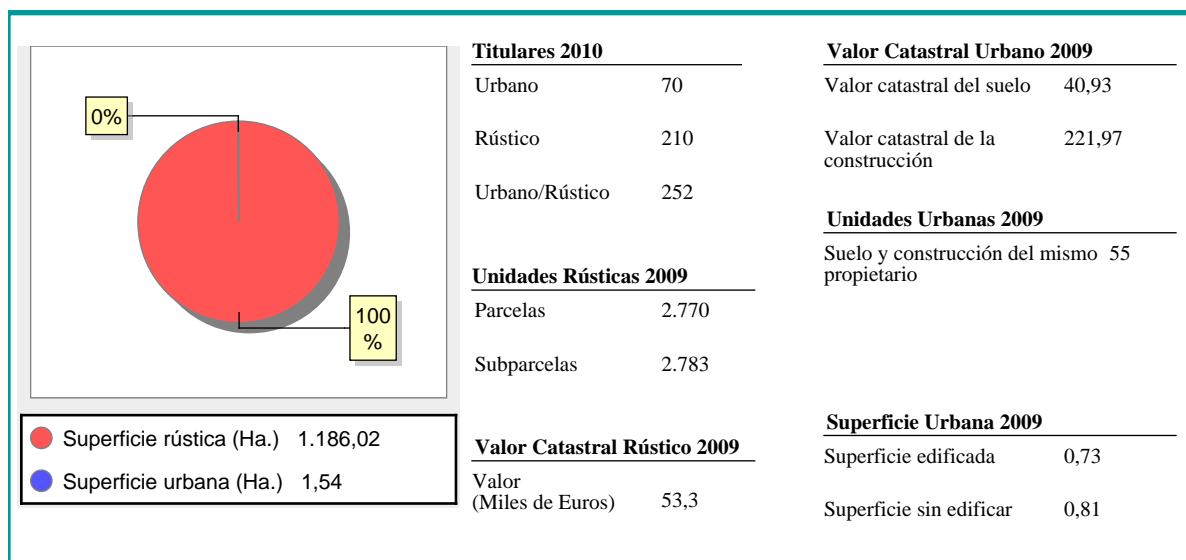 0%
100
%
Superficie rústica (Ha.) 1.186,02
Superficie urbana (Ha.) 1,54
Titulares 2010
Urbano 70
Rústico 210
Urbano/Rústico 252
Unidades Rústicas 2009
Parcelas 2.770
Subparcelas 2.783
Valor Catastral Rústico 2009
Valor
(Miles de Euros) 53,3
Valor Catastral Urbano 2009
Valor catastral del suelo 40,93
Valor catastral de la
construcción 221,97
Unidades Urbanas 2009
Suelo y construcción del mismo 55
propietario
Superficie Urbana 2009
Superficie edificada 0,73
Superficie sin edificar 0,81